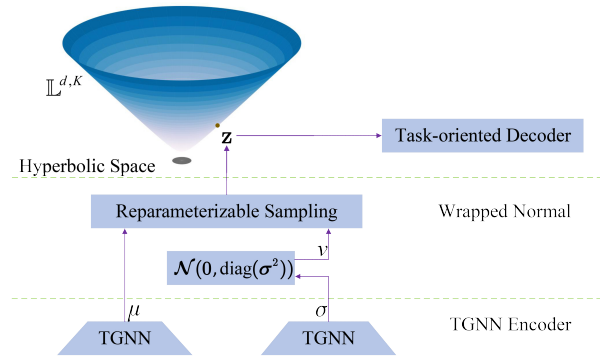 𝕃^{d,K}
z
Task-oriented Decoder
Hyperbolic Space
Reparameterizable Sampling
Wrapped Normal
v
𝒩(0, diag(σ²))
μ
σ
TGNN Encoder
TGNN
TGNN